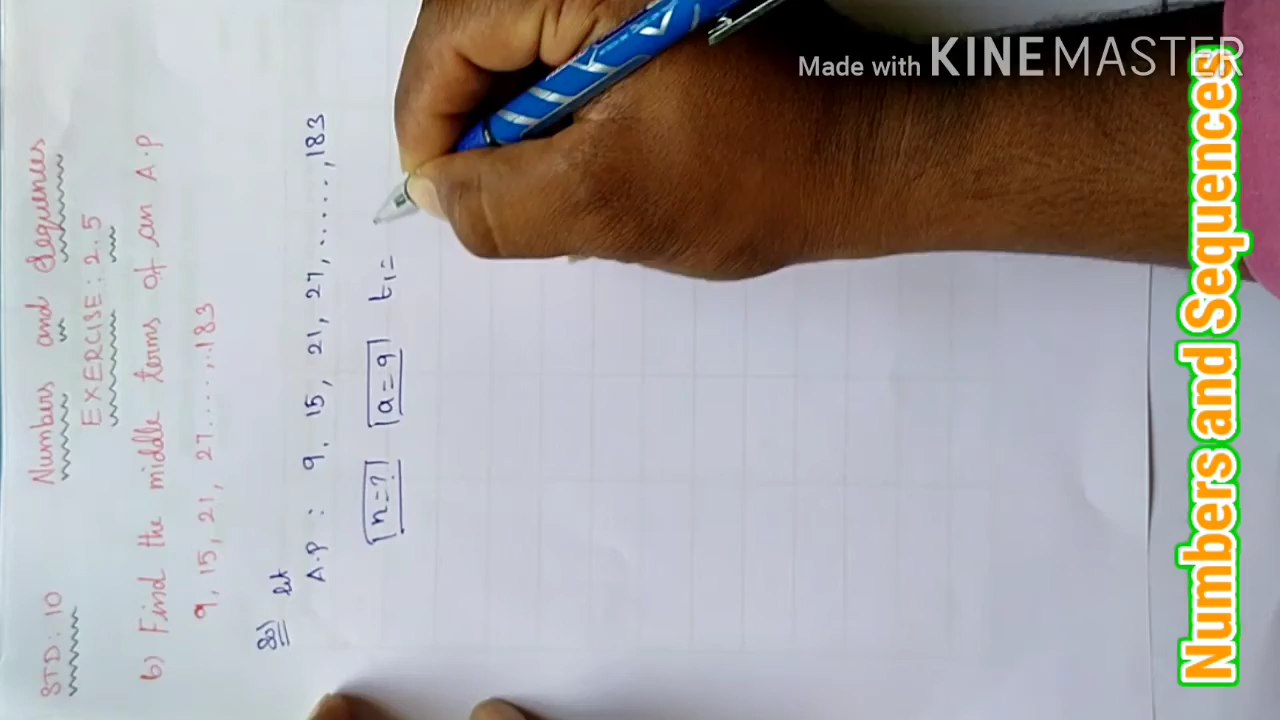 STD: 10 Numbers and Sequences
EXERCISE: 2.5
6) Find the middle terms of an A.P
9, 15, 21, 27.......183
Sol) let
A.P : 9, 15, 21, 27, ......, 183
n=? a=9 t1=
Made with KINEMASTER
Numbers and Sequences